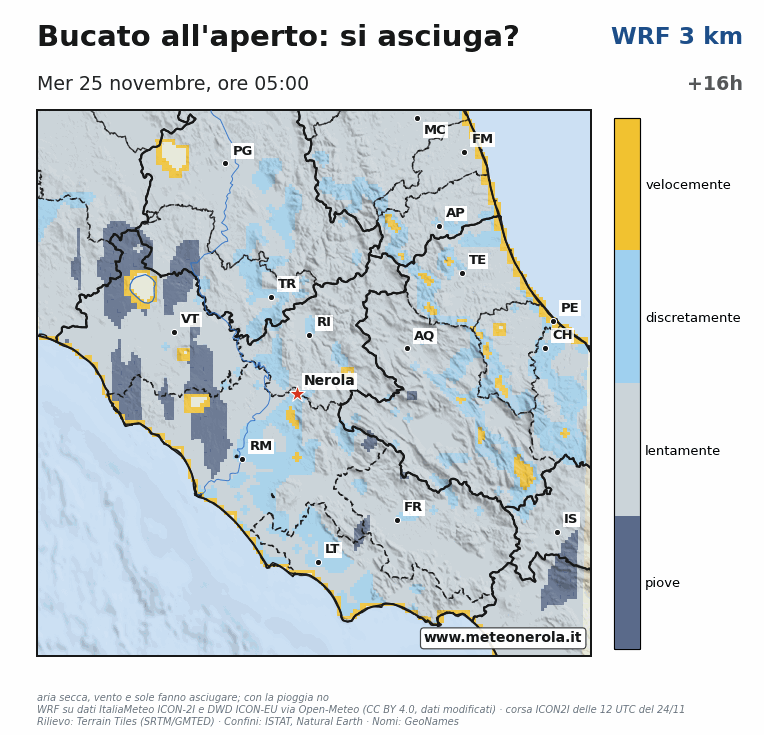 Bucato all'aperto: si asciuga?
WRF 3 km
Mer 25 novembre, ore 05:00
+16h
MC
FM
PG
velocemente
AP
TE
TR
discretamente
PE
VT
RI
CH
AQ
Nerola
RM
lentamente
FR
IS
LT
piove
www.meteonerola.it
aria secca, vento e sole fanno asciugare; con la pioggia no
WRF su dati ItaliaMeteo ICON-2I e DWD ICON-EU via Open-Meteo (CC BY 4.0, dati modificati) · corsa ICON2I delle 12 UTC del 24/11
Rilievo: Terrain Tiles (SRTM/GMTED) · Confini: ISTAT, Natural Earth · Nomi: GeoNames